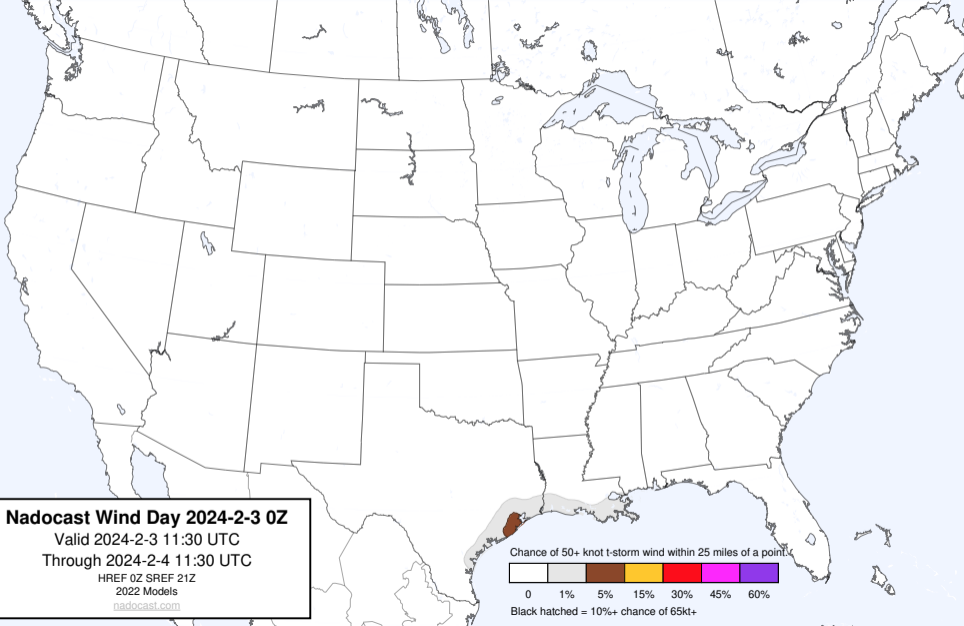 Nadocast Wind Day 2024-2-3 0Z
Valid 2024-2-3 11:30 UTC
Through 2024-2-4 11:30 UTC
HREF 0Z SREF 21Z
2022 Models
nadocast.com
Chance of 50+ knot t-storm wind within 25 miles of a point.
0 1% 5% 15% 30% 45% 60%
Black hatched = 10%+ chance of 65kt+